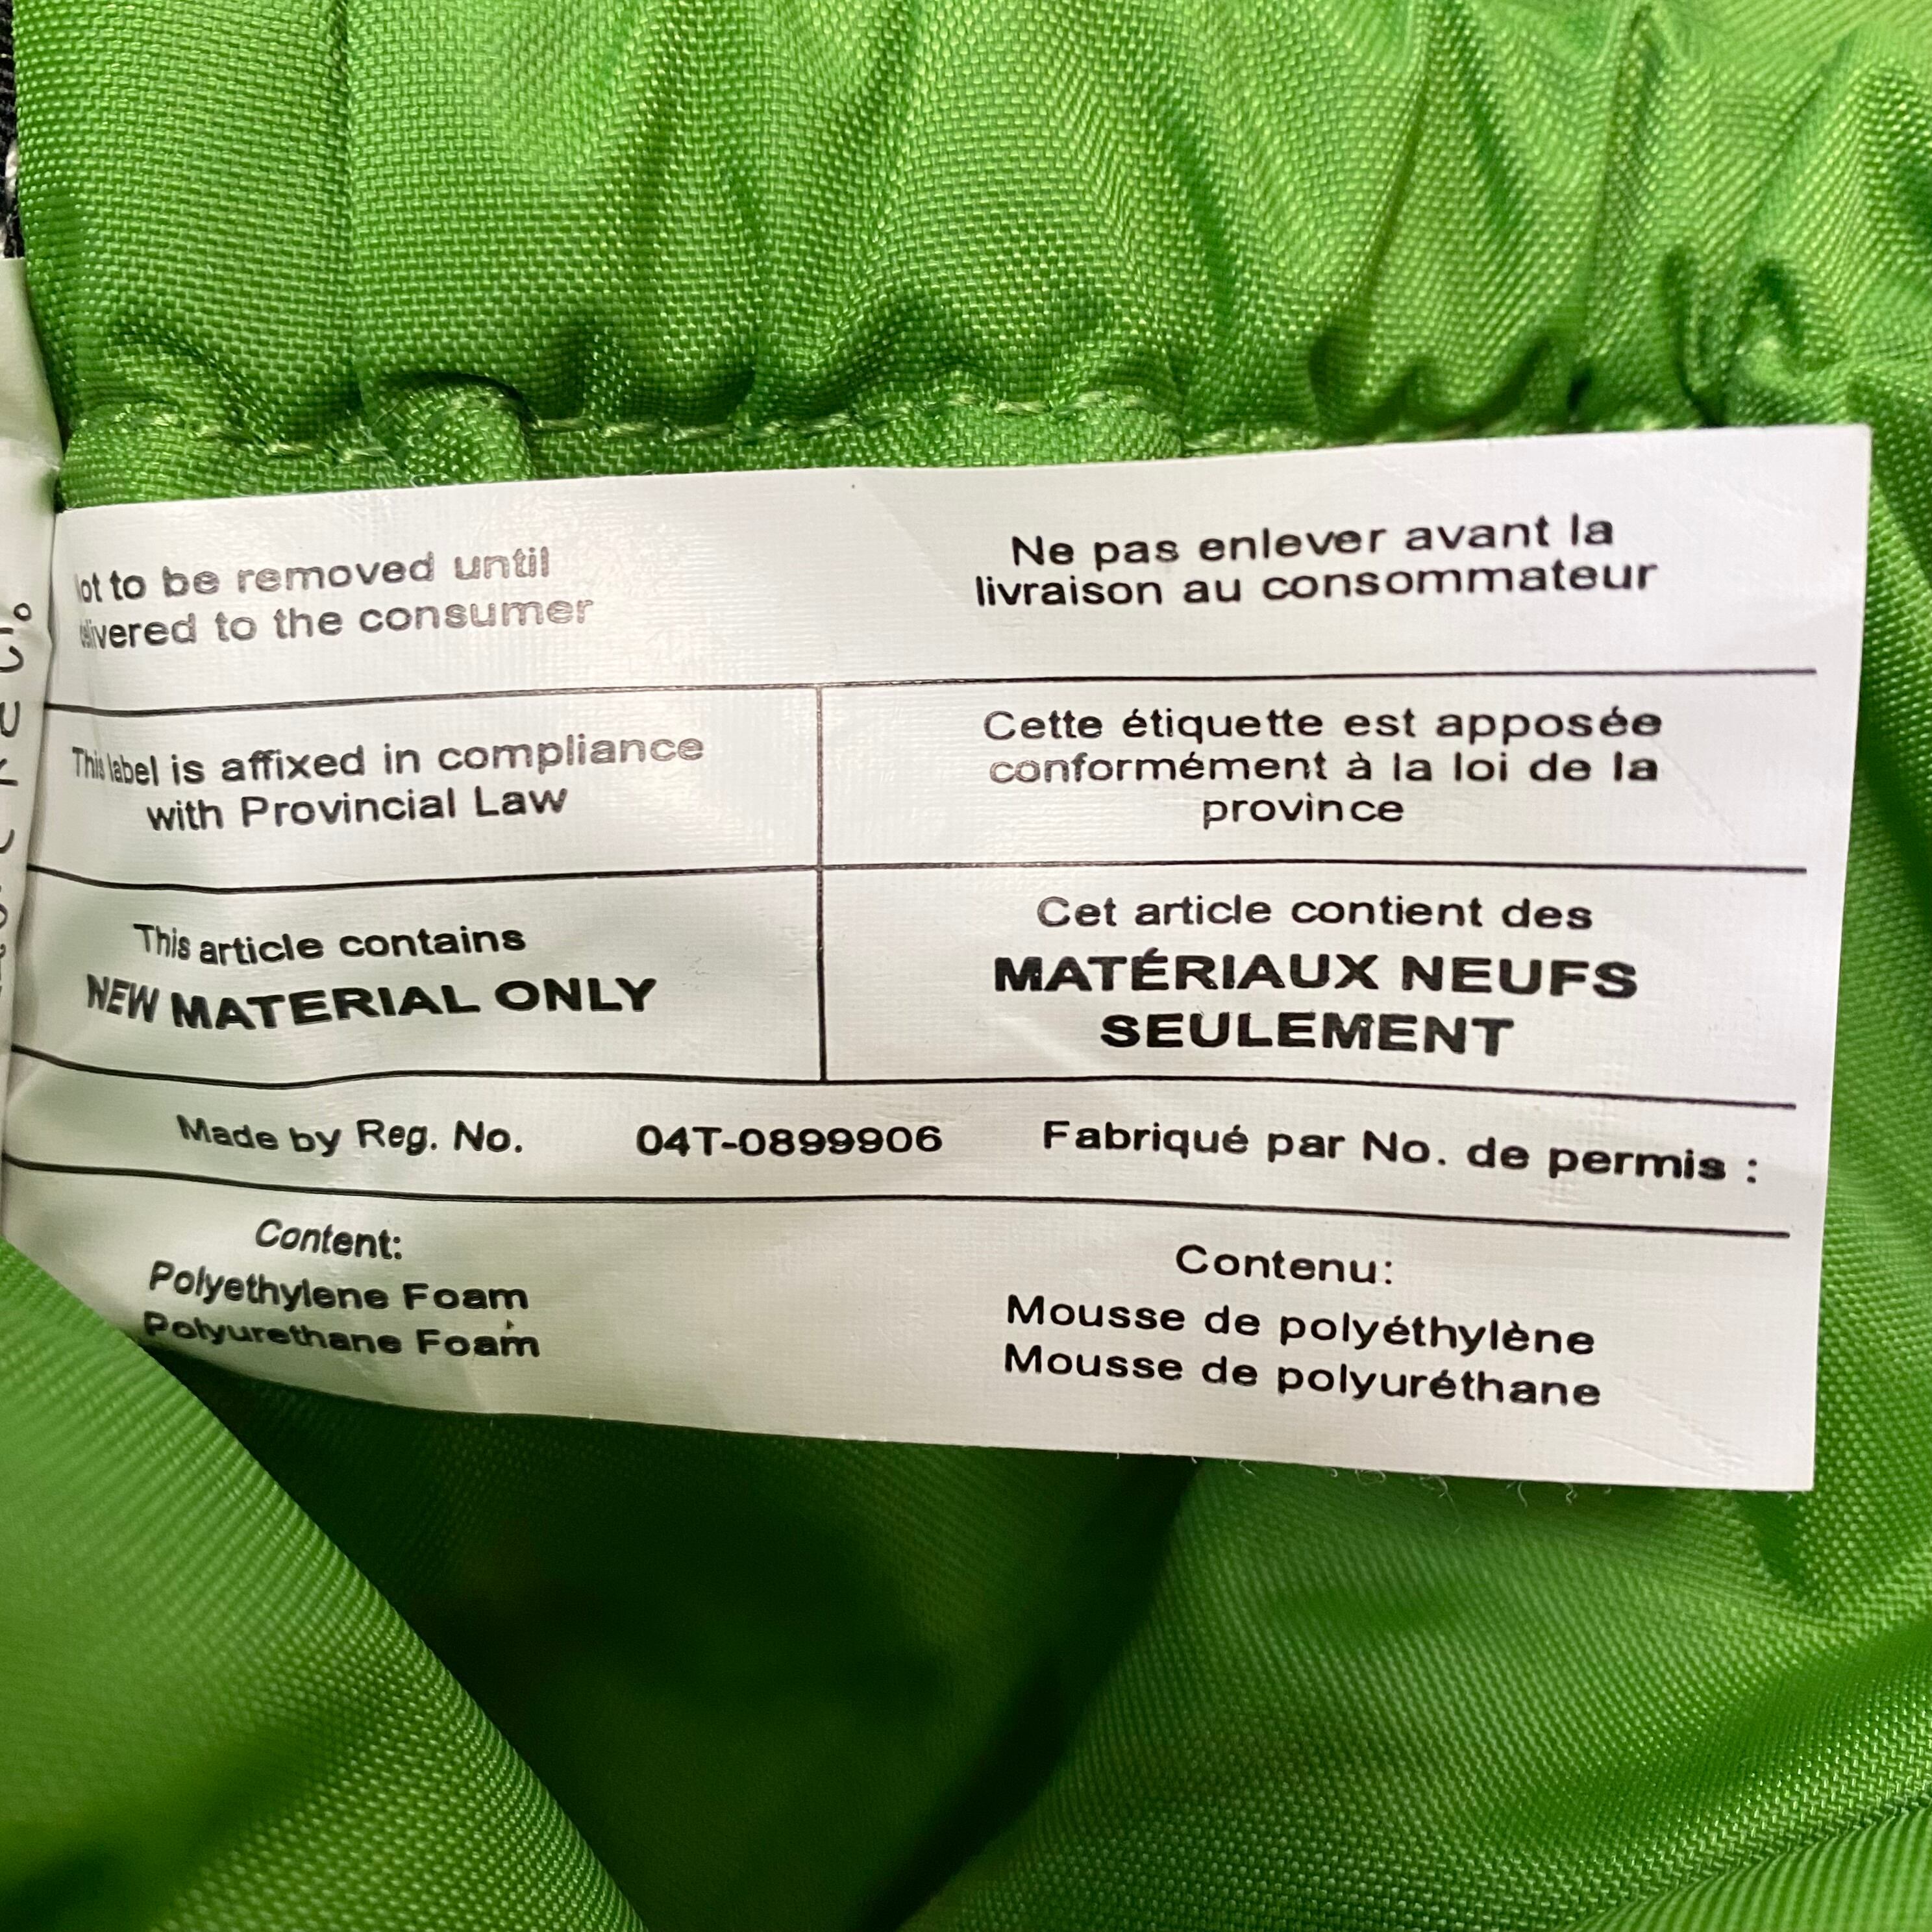 ot to be removed until
livered to the consumer
Ne pas enlever avant la
livraison au consommateur
This label is affixed in compliance
with Provincial Law
Cette étiquette est apposée
conformément à la loi de la
province
This article contains
NEW MATERIAL ONLY
Cet article contient des
MATÉRIAUX NEUFS
SEULEMENT
Made by Reg. No. 04T-0899906 Fabriqué par No. de permis :
Content:
Polyethylene Foam
Polyurethane Foam
Contenu:
Mousse de polyéthylène
Mousse de polyuréthane